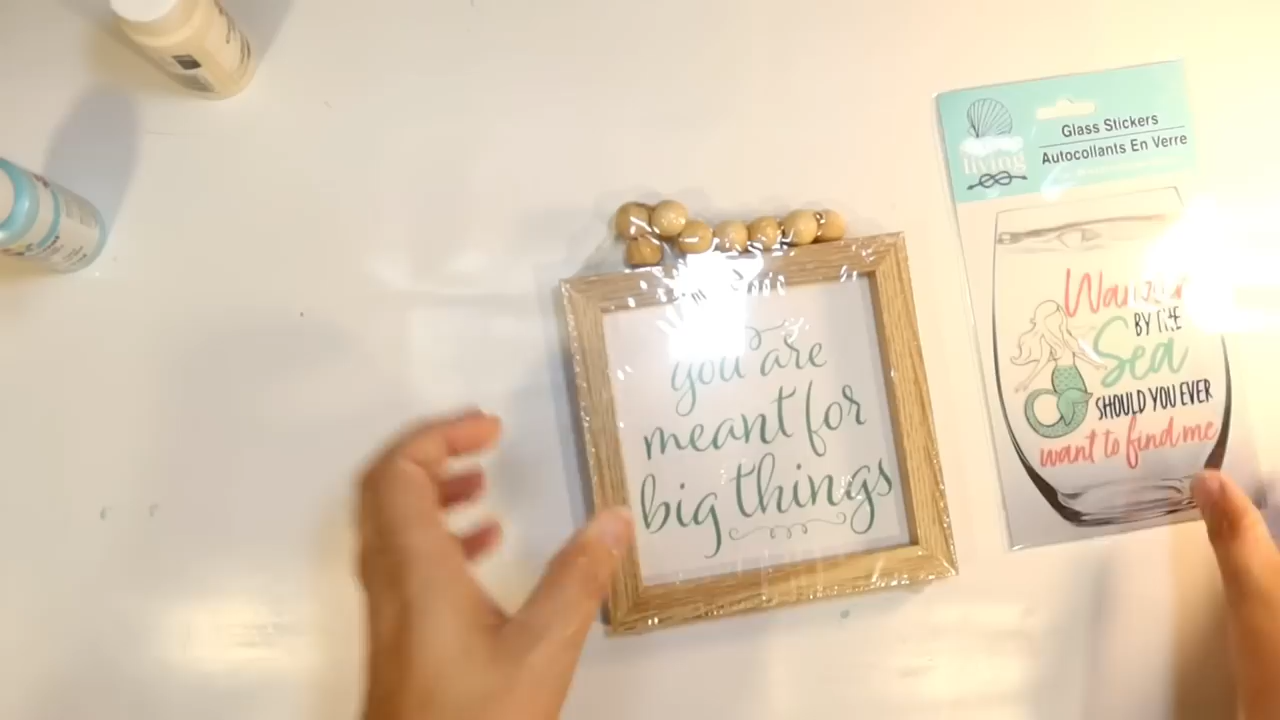 you are
meant for
big things
Glass Stickers
Autocollants En Verre
living
BY THE
Sea
SHOULD YOU EVER
want to find me